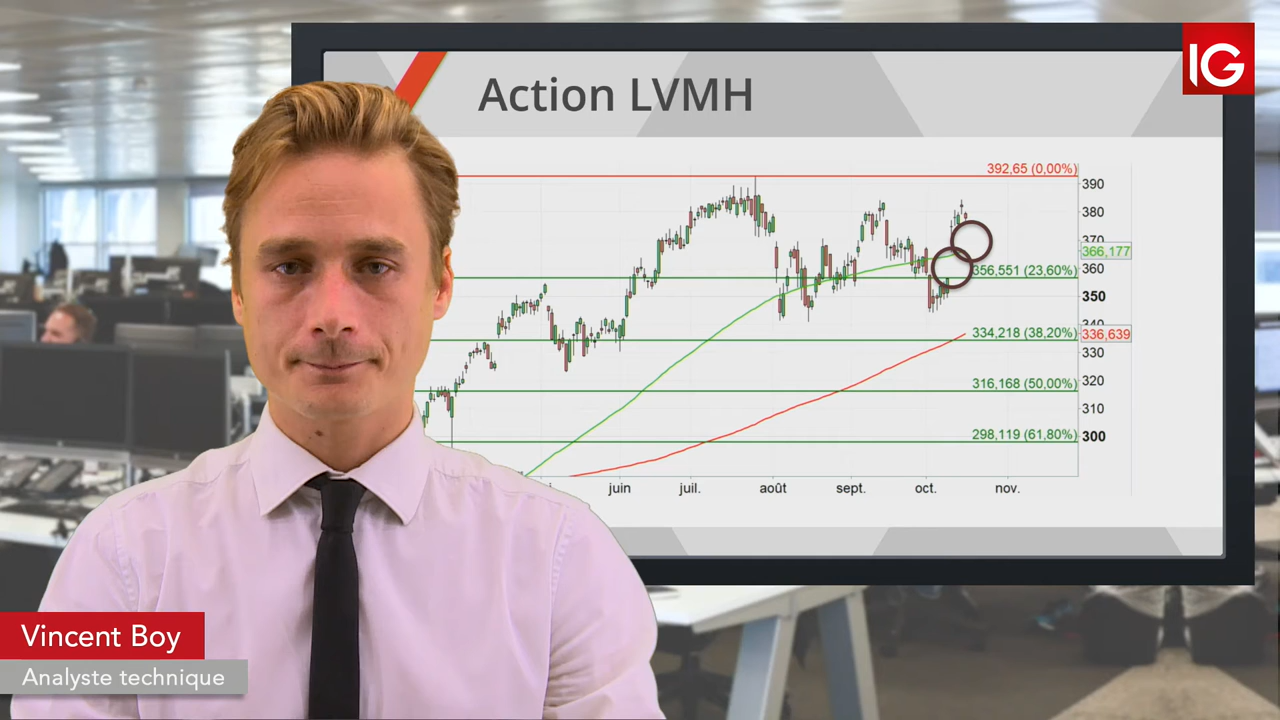 IG
Action LVMH
392,65 (0,00%)
390
380
370
366,177
360
356,551 (23,60%)
350
340
334,218 (38,20%)
336,639
330
320
316,168 (50,00%)
310
300
298,119 (61,80%)
juin
juil.
août
sept.
oct.
nov.
Vincent Boy
Analyste technique